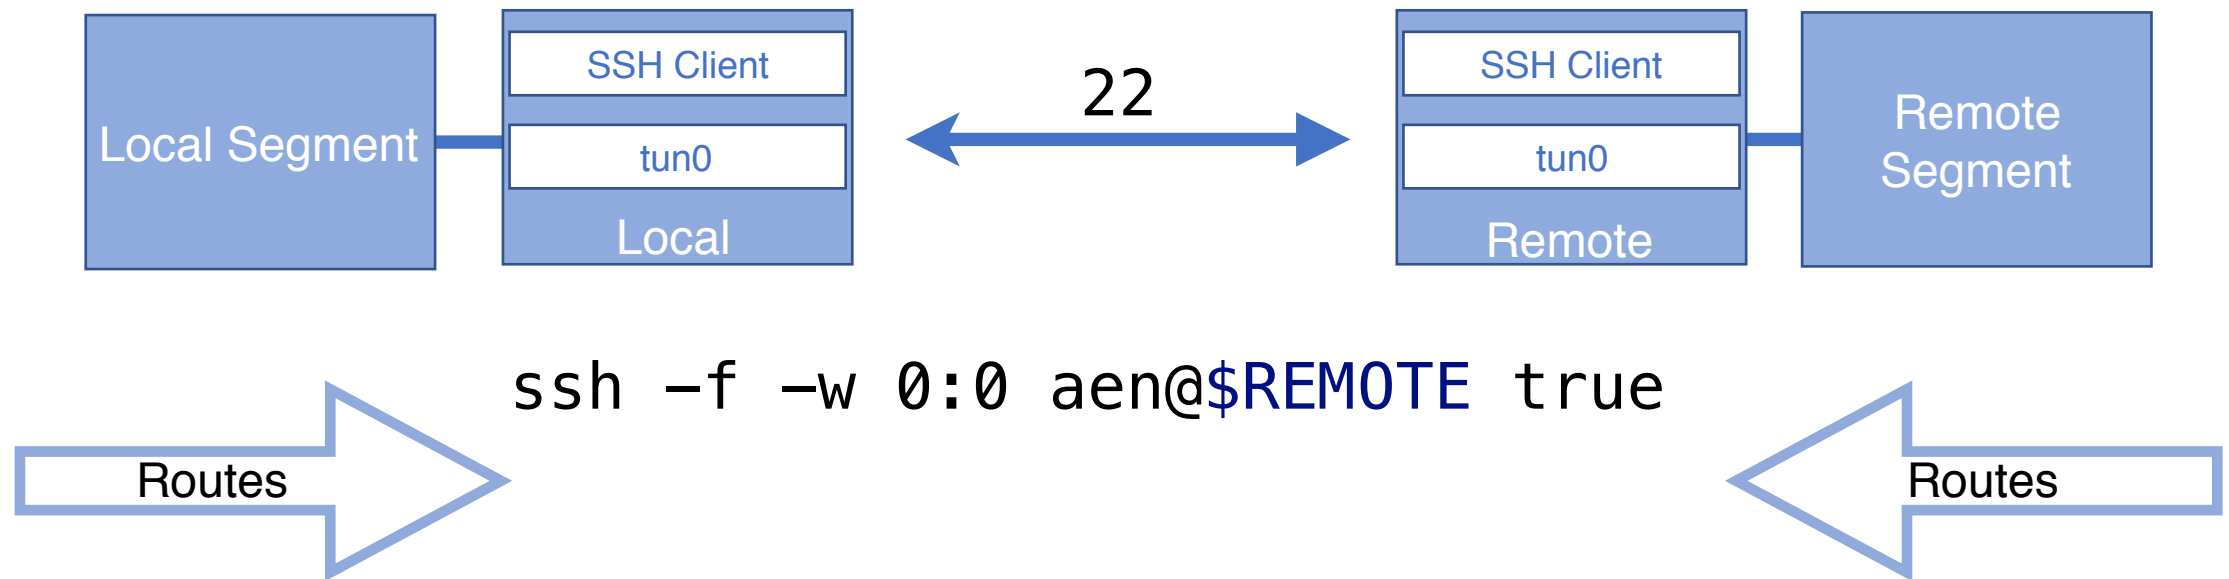 Local Segment
SSH Client
tun0
Local
22
SSH Client
tun0
Remote
Remote
Segment
ssh –f –w 0:0 aen@$REMOTE true
Routes
Routes